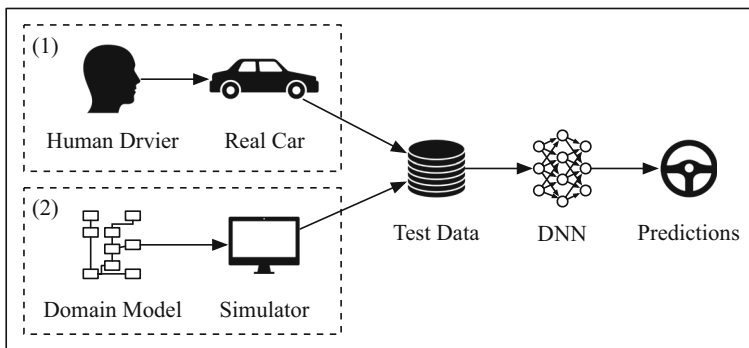 (1)
Human Drvier
Real Car
(2)
Domain Model
Simulator
Test Data
DNN
Predictions